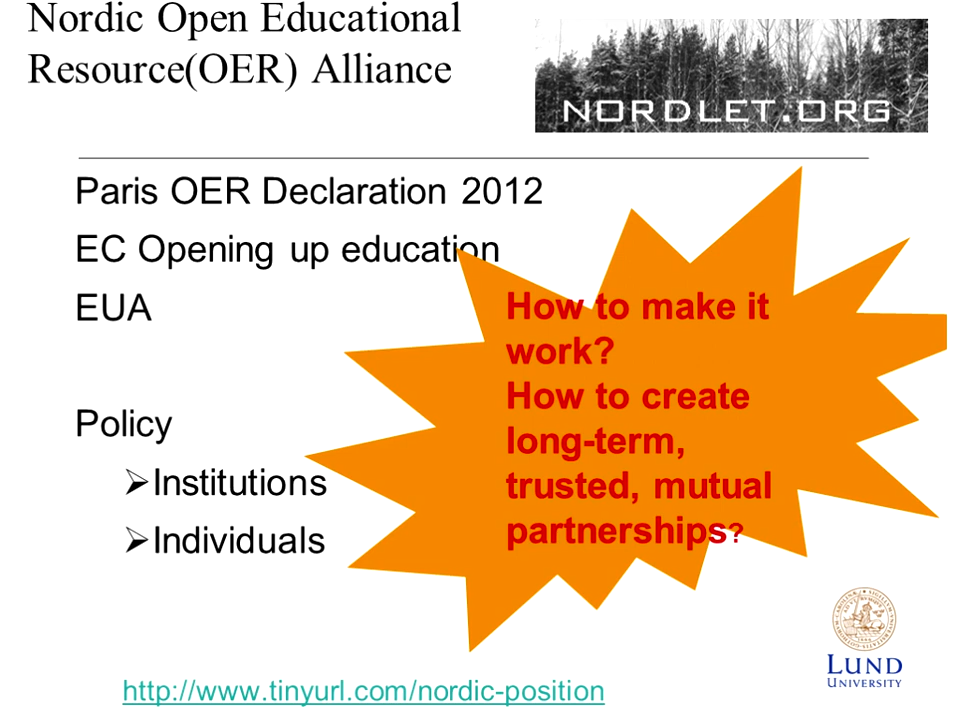 Nordic Open Educational
Resource(OER) Alliance
NORDLET.ORG
Paris OER Declaration 2012
EC Opening up education
EUA
Policy
➢Institutions
➢Individuals
How to make it
work?
How to create
long-term,
trusted, mutual
partnerships?
http://www.tinyurl.com/nordic-position
LUND
UNIVERSITY